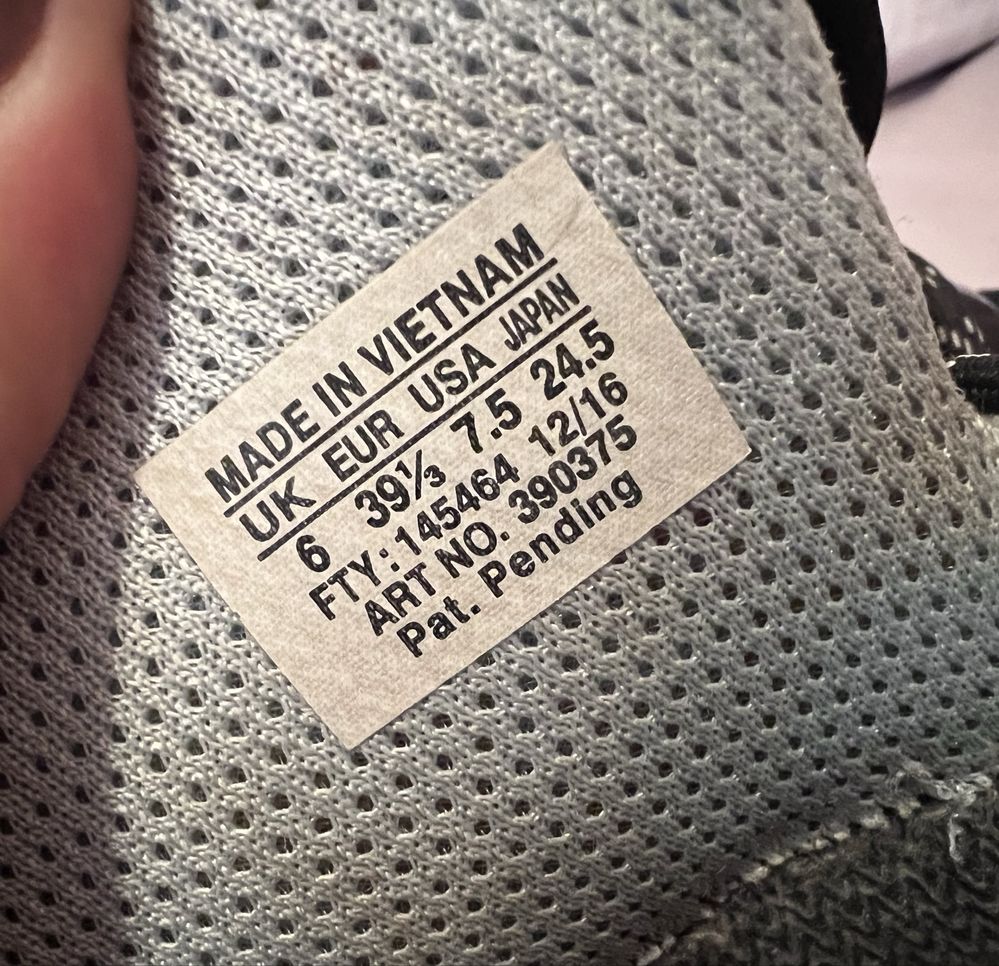 MADE IN VIETNAM
UK EUR USA JAPAN
6 39⅓ 7.5 24.5
FTY: 145464 12/16
ART NO. 390375
Pat. Pending